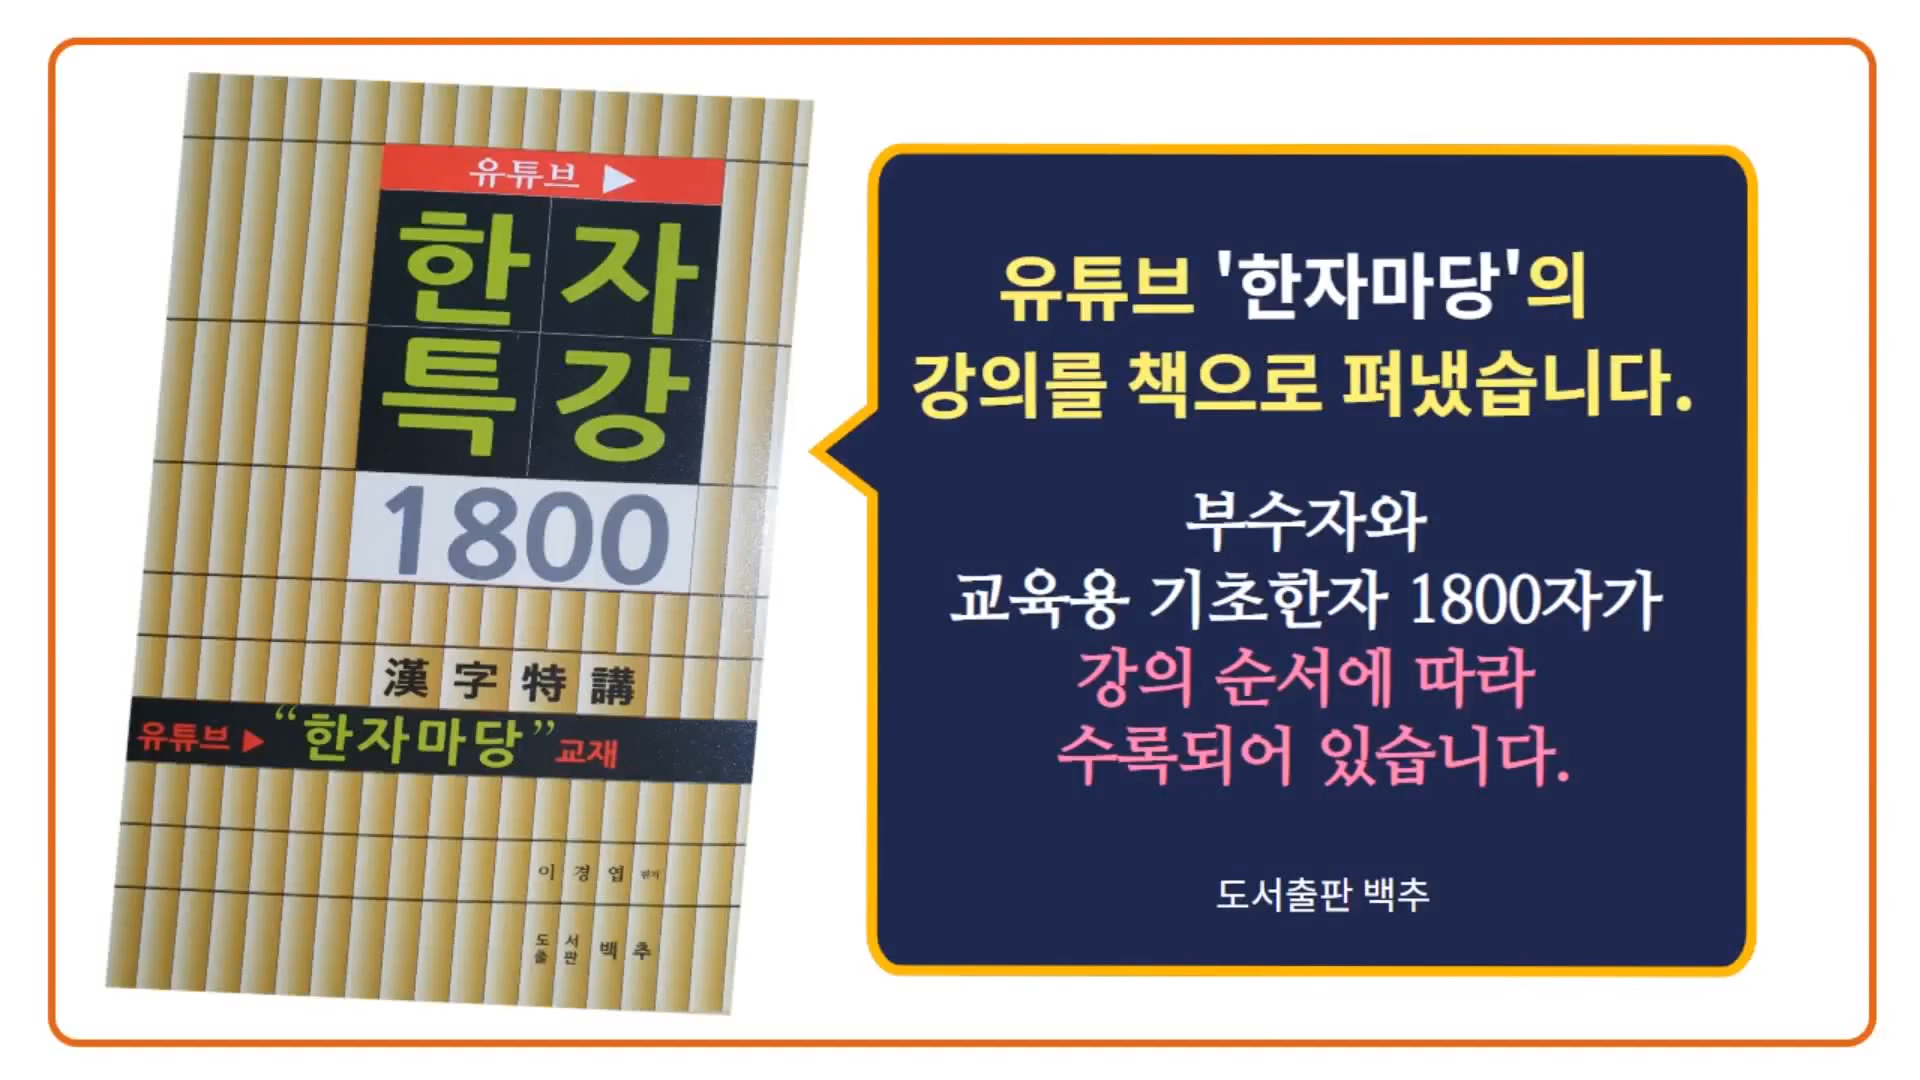 유튜브 ▶
한자
특강
1800
漢字特講
유튜브 ▶ “한자마당” 교재
이경엽 편저
도서출판 백추
유튜브 '한자마당'의
강의를 책으로 펴냈습니다.
부수자와
교육용 기초한자 1800자가
강의 순서에 따라
수록되어 있습니다.
도서출판 백추